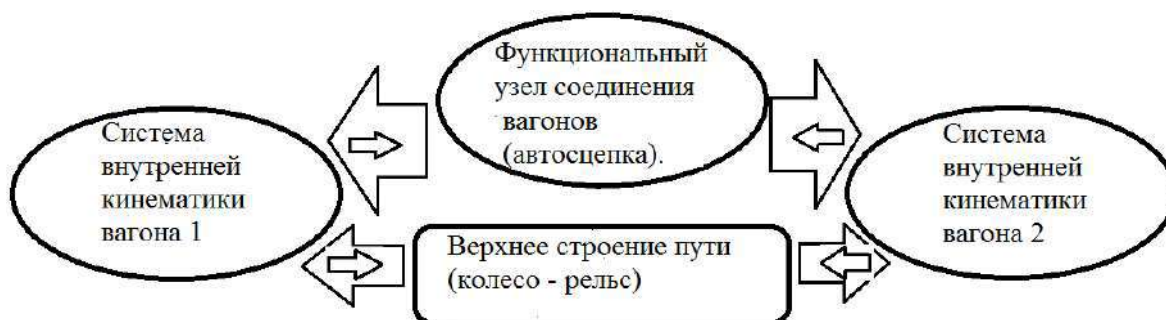 Функциональный
узел соединения
вагонов
(автосцепка).
Система
внутренней
кинематики
вагона 1
Система
внутренней
кинематики
вагона 2
Верхнее строение пути
(колесо - рельс)